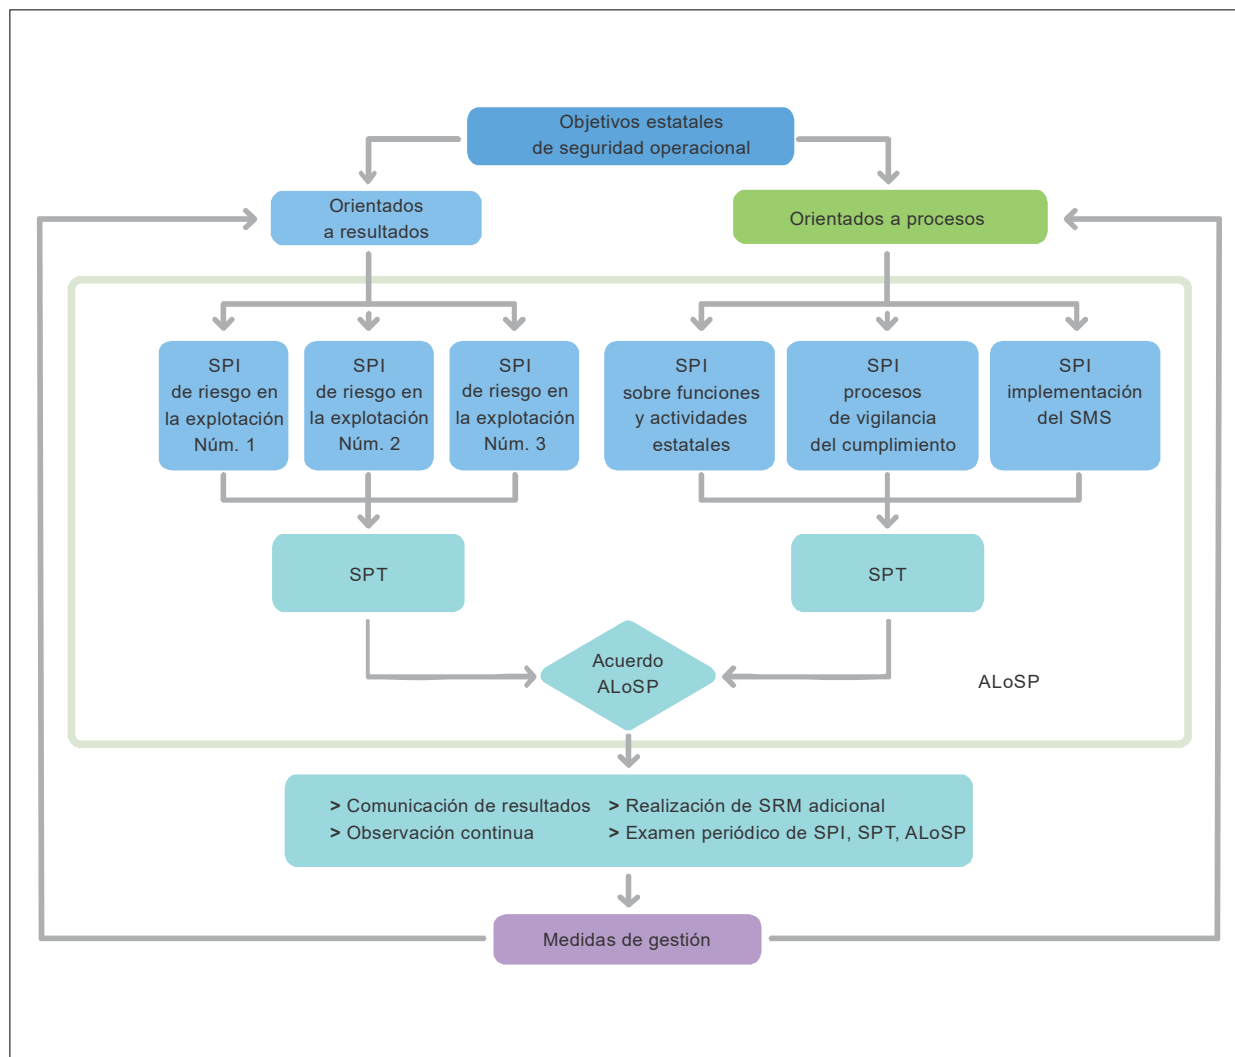 Objetivos estatales
de seguridad operacional
Orientados
a resultados
Orientados a procesos
SPI
de riesgo en
la explotación
Núm. 1
SPI
de riesgo en
la explotación
Núm. 2
SPI
de riesgo en
la explotación
Núm. 3
SPI
sobre funciones
y actividades
estatales
SPI
procesos
de vigilancia
del cumplimiento
SPI
implementación
del SMS
SPT
SPT
Acuerdo
ALoSP
ALoSP
> Comunicación de resultados
> Observación continua
> Realización de SRM adicional
> Examen periódico de SPI, SPT, ALoSP
Medidas de gestión